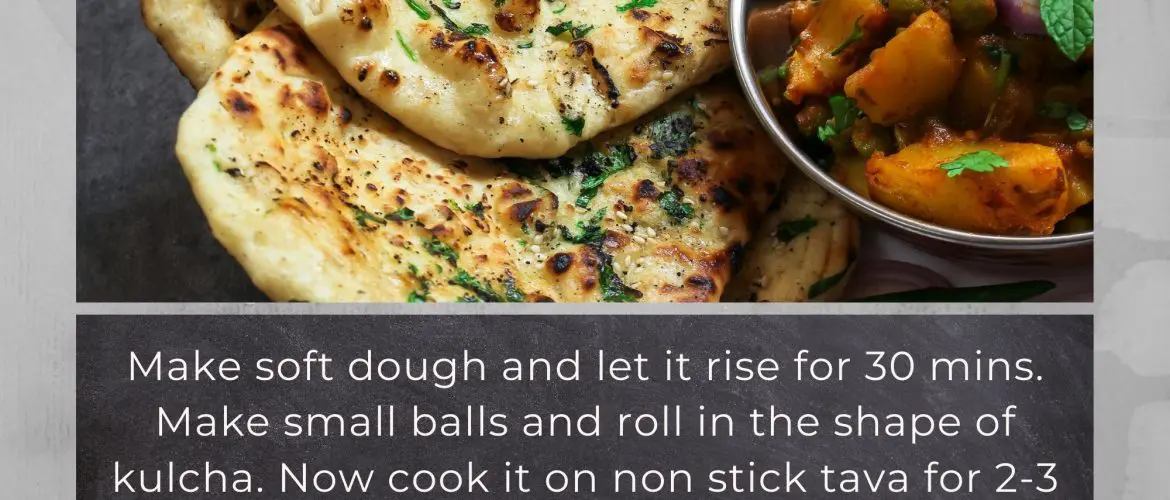 Make soft dough and let it rise for 30 mins.
Make small balls and roll in the shape of
kulcha. Now cook it on non stick tava for 2-3